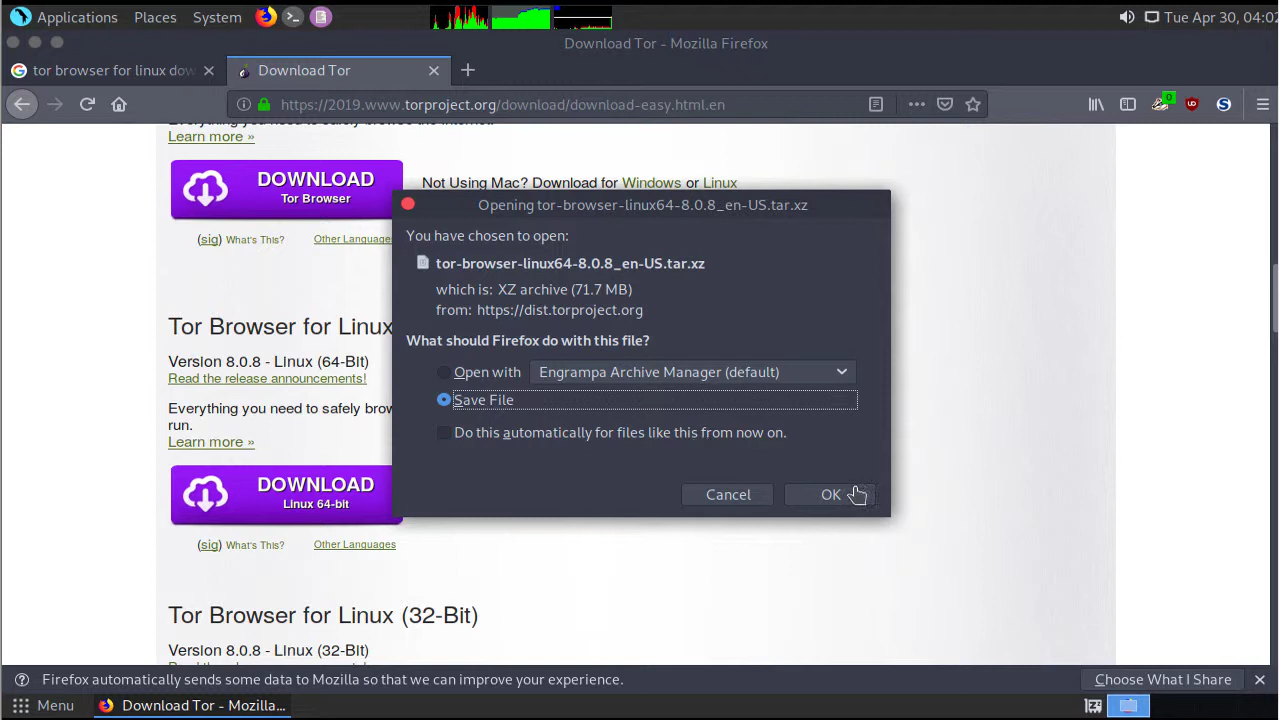 Applications Places System Tue Apr 30, 04:02
Download Tor - Mozilla Firefox
tor browser for linux dow
Download Tor
https://2019.www.torproject.org/download/download-easy.html.en
0
Learn more »
DOWNLOAD
Tor Browser
Not Using Mac? Download for Windows or Linux
(sig) What's This? Other Languages
Opening tor-browser-linux64-8.0.8_en-US.tar.xz
You have chosen to open:
tor-browser-linux64-8.0.8_en-US.tar.xz
which is: XZ archive (71.7 MB)
from: https://dist.torproject.org
What should Firefox do with this file?
Open with Engrampa Archive Manager (default)
Save File
Do this automatically for files like this from now on.
Cancel OK
Tor Browser for Linux
Version 8.0.8 - Linux (64-Bit)
Read the release announcements!
Everything you need to safely brow
run.
Learn more »
DOWNLOAD
Linux 64-bit
(sig) What's This? Other Languages
Tor Browser for Linux (32-Bit)
Version 8.0.8 - Linux (32-Bit)
Firefox automatically sends some data to Mozilla so that we can improve your experience.
Choose What I Share
Menu Download Tor - Mozilla...